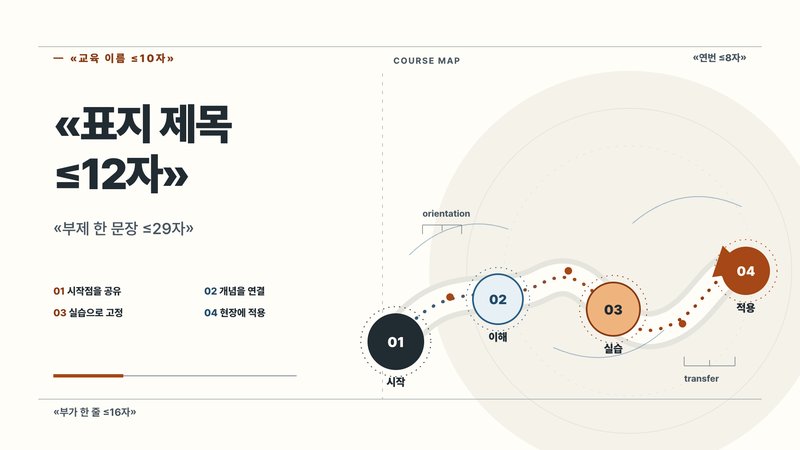 — «교육 이름 ≤10자»
COURSE MAP
«연번 ≤8자»
«표지 제목
≤12자»
«부제 한 문장 ≤29자»
01 시작점을 공유
02 개념을 연결
03 실습으로 고정
04 현장에 적용
orientation
01
시작
02
이해
03
실습
04
적용
transfer
«부가 한 줄 ≤16자»